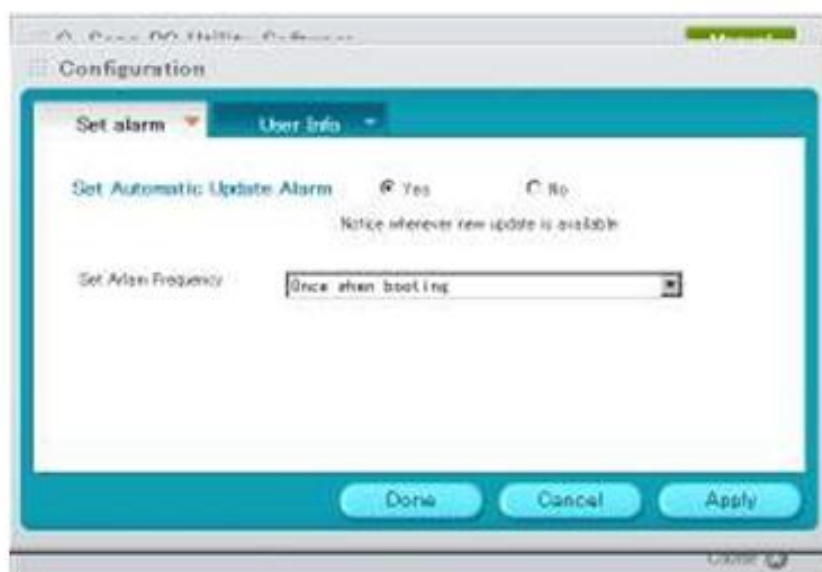 Configuration
Set alarm
User Info
Set Automatic Update Alarm
Yes
No
Notice whenever new update is available
Set Arlam Frequency
Once when booting
Done
Cancel
Apply